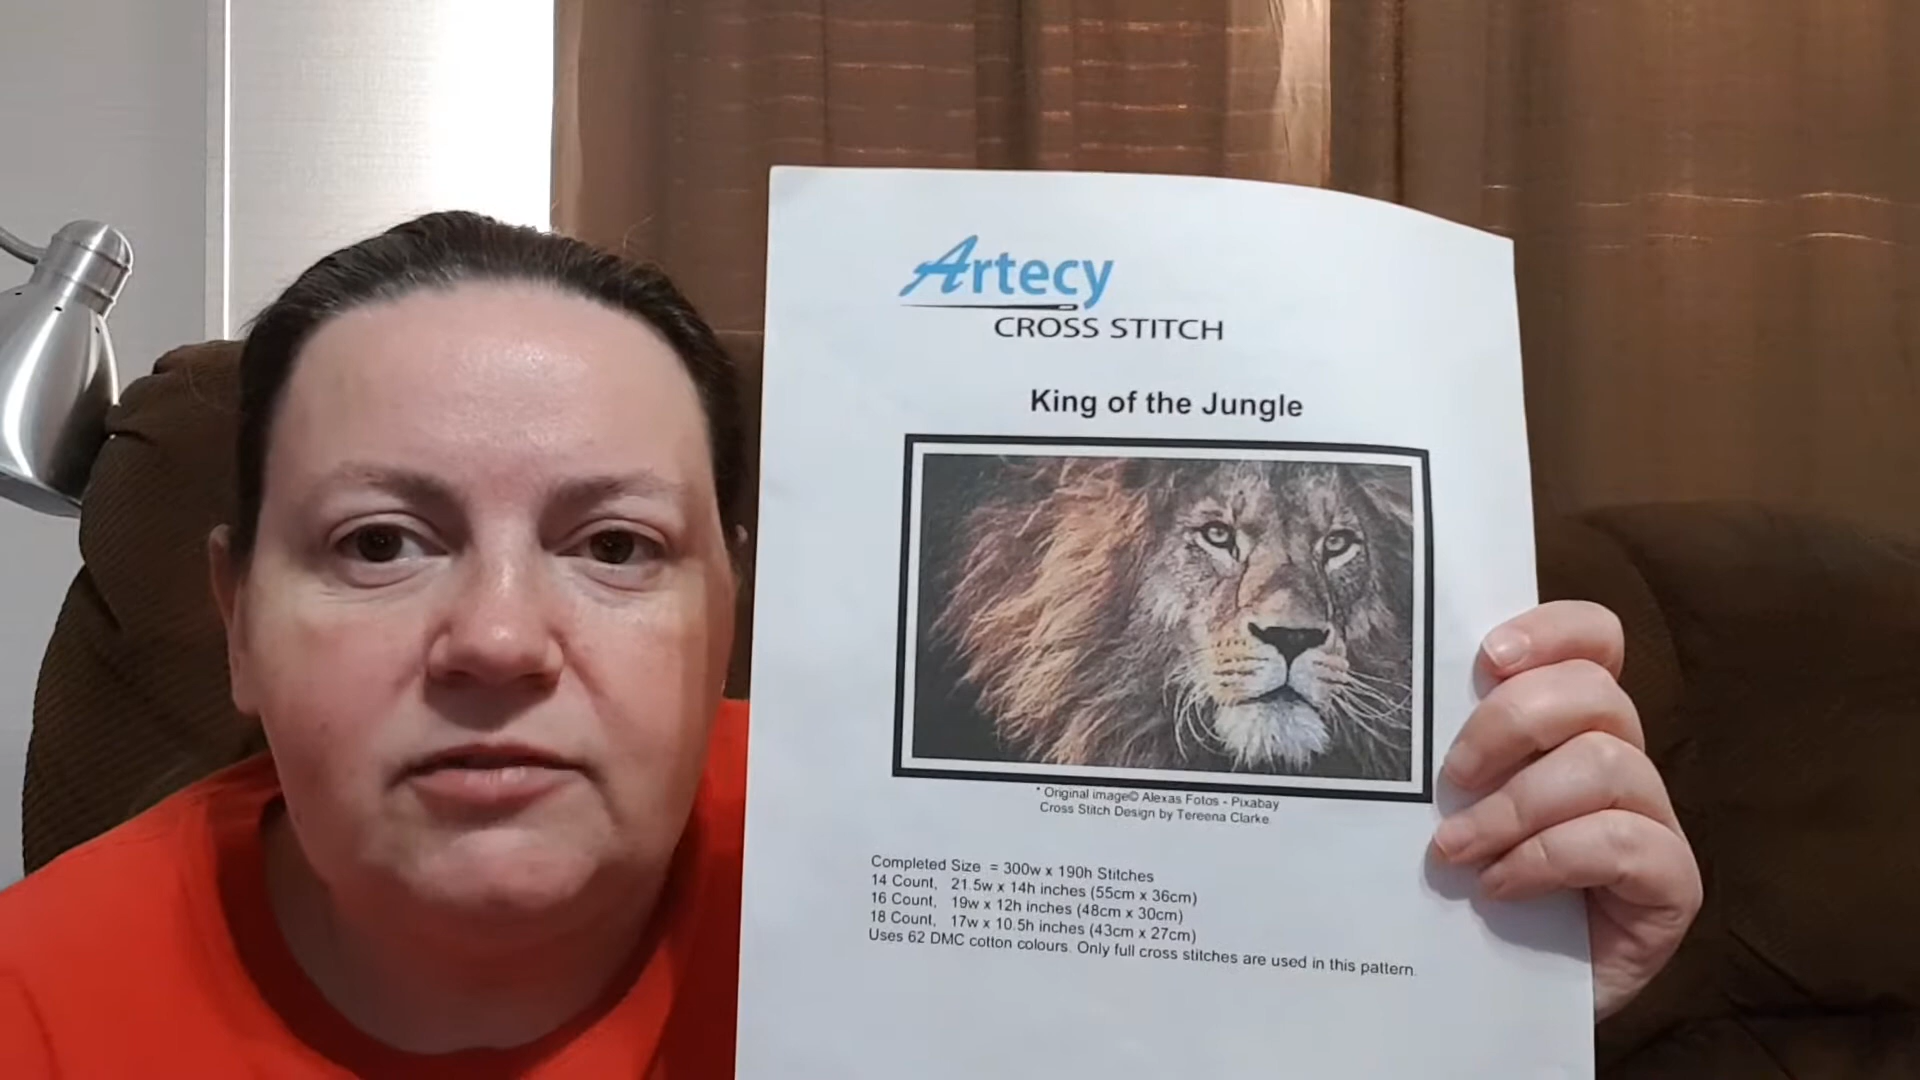 Artecy
CROSS STITCH
King of the Jungle
* Original image© Alexas Fotos - Pixabay
Cross Stitch Design by Tereena Clarke
Completed Size = 300w x 190h Stitches
14 Count, 21.5w x 14h inches (55cm x 36cm)
16 Count, 19w x 12h inches (48cm x 30cm)
18 Count, 17w x 10.5h inches (43cm x 27cm)
Uses 62 DMC cotton colours. Only full cross stitches are used in this pattern.